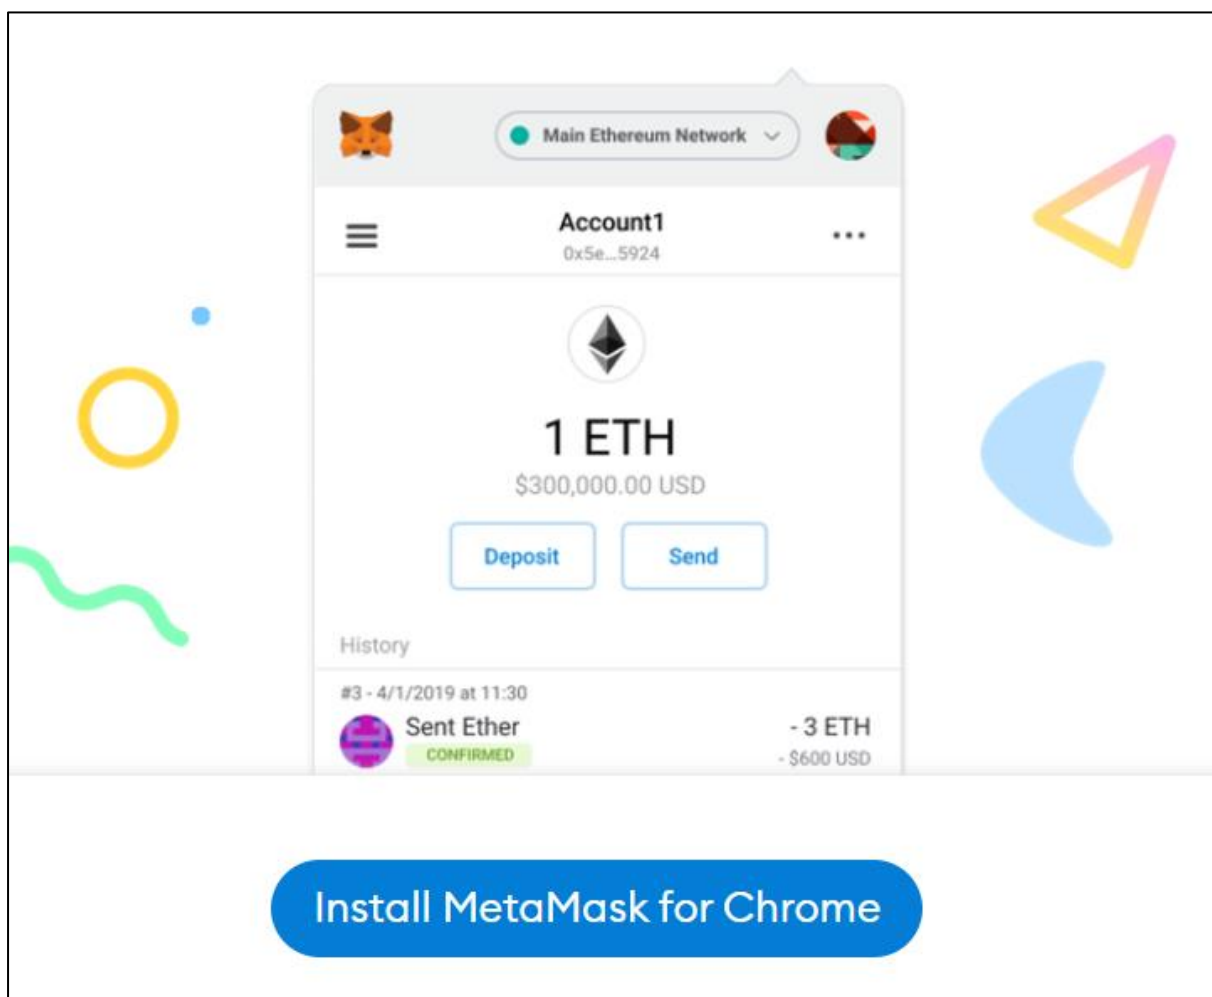 Main Ethereum Network
Account1
0x5e...5924
1 ETH
$300,000.00 USD
Deposit Send
History
#3 - 4/1/2019 at 11:30
Sent Ether - 3 ETH
CONFIRMED - $600 USD
Install MetaMask for Chrome